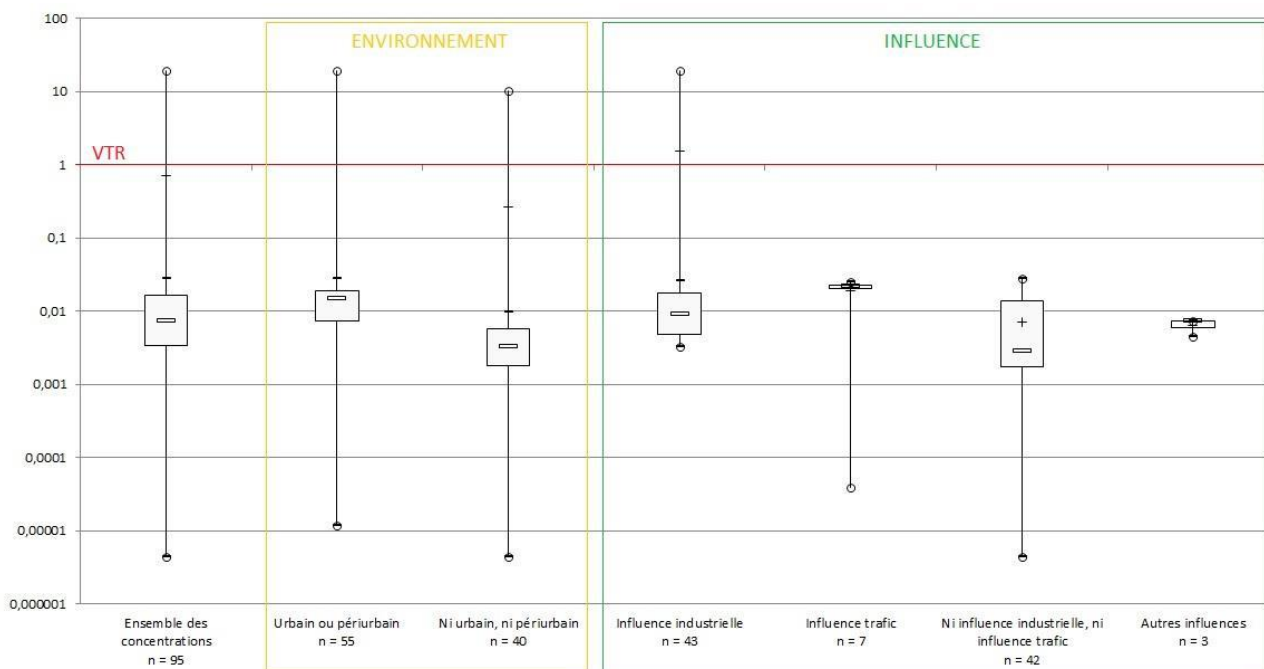 100
ENVIRONNEMENT
INFLUENCE
10
VTR
1
0,1
0,01
0,001
0,0001
0,00001
0,000001
Ensemble des
concentrations
n = 95
Urbain ou périurbain
n = 55
Ni urbain, ni périurbain
n = 40
Influence industrielle
n = 43
Influence trafic
n = 7
Ni influence industrielle, ni
influence trafic
n = 42
Autres influences
n = 3